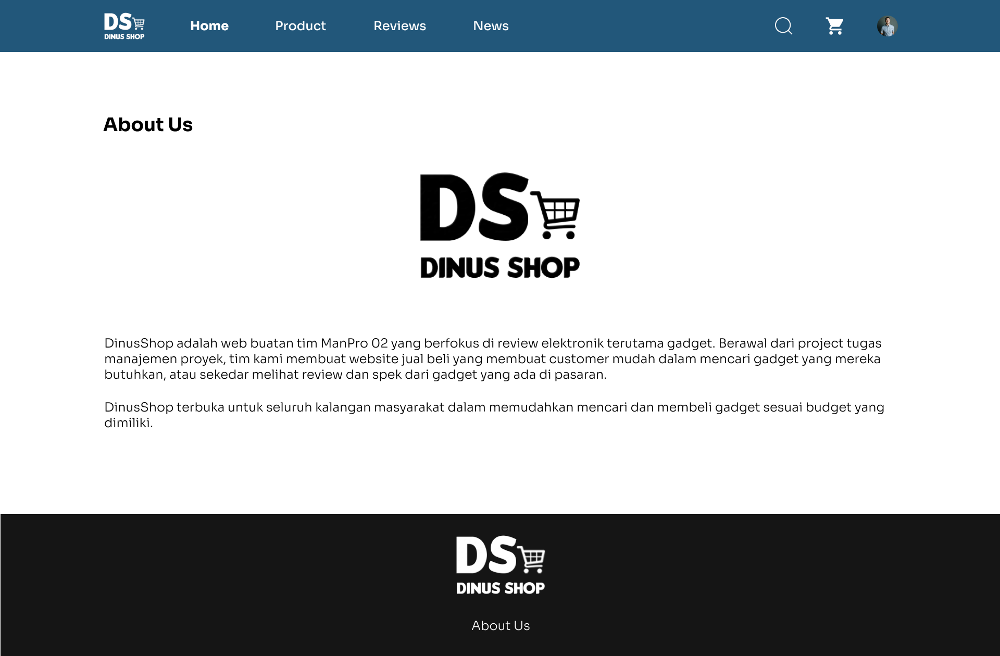 DS
DINUS SHOP
Home
Product
Reviews
News
About Us
DS
DINUS SHOP
DinusShop adalah web buatan tim ManPro 02 yang berfokus di review elektronik terutama gadget. Berawal dari project tugas
manajemen proyek, tim kami membuat website jual beli yang membuat customer mudah dalam mencari gadget yang mereka
butuhkan, atau sekedar melihat review dan spek dari gadget yang ada di pasaran.
DinusShop terbuka untuk seluruh kalangan masyarakat dalam memudahkan mencari dan membeli gadget sesuai budget yang
dimiliki.
DS
DINUS SHOP
About Us